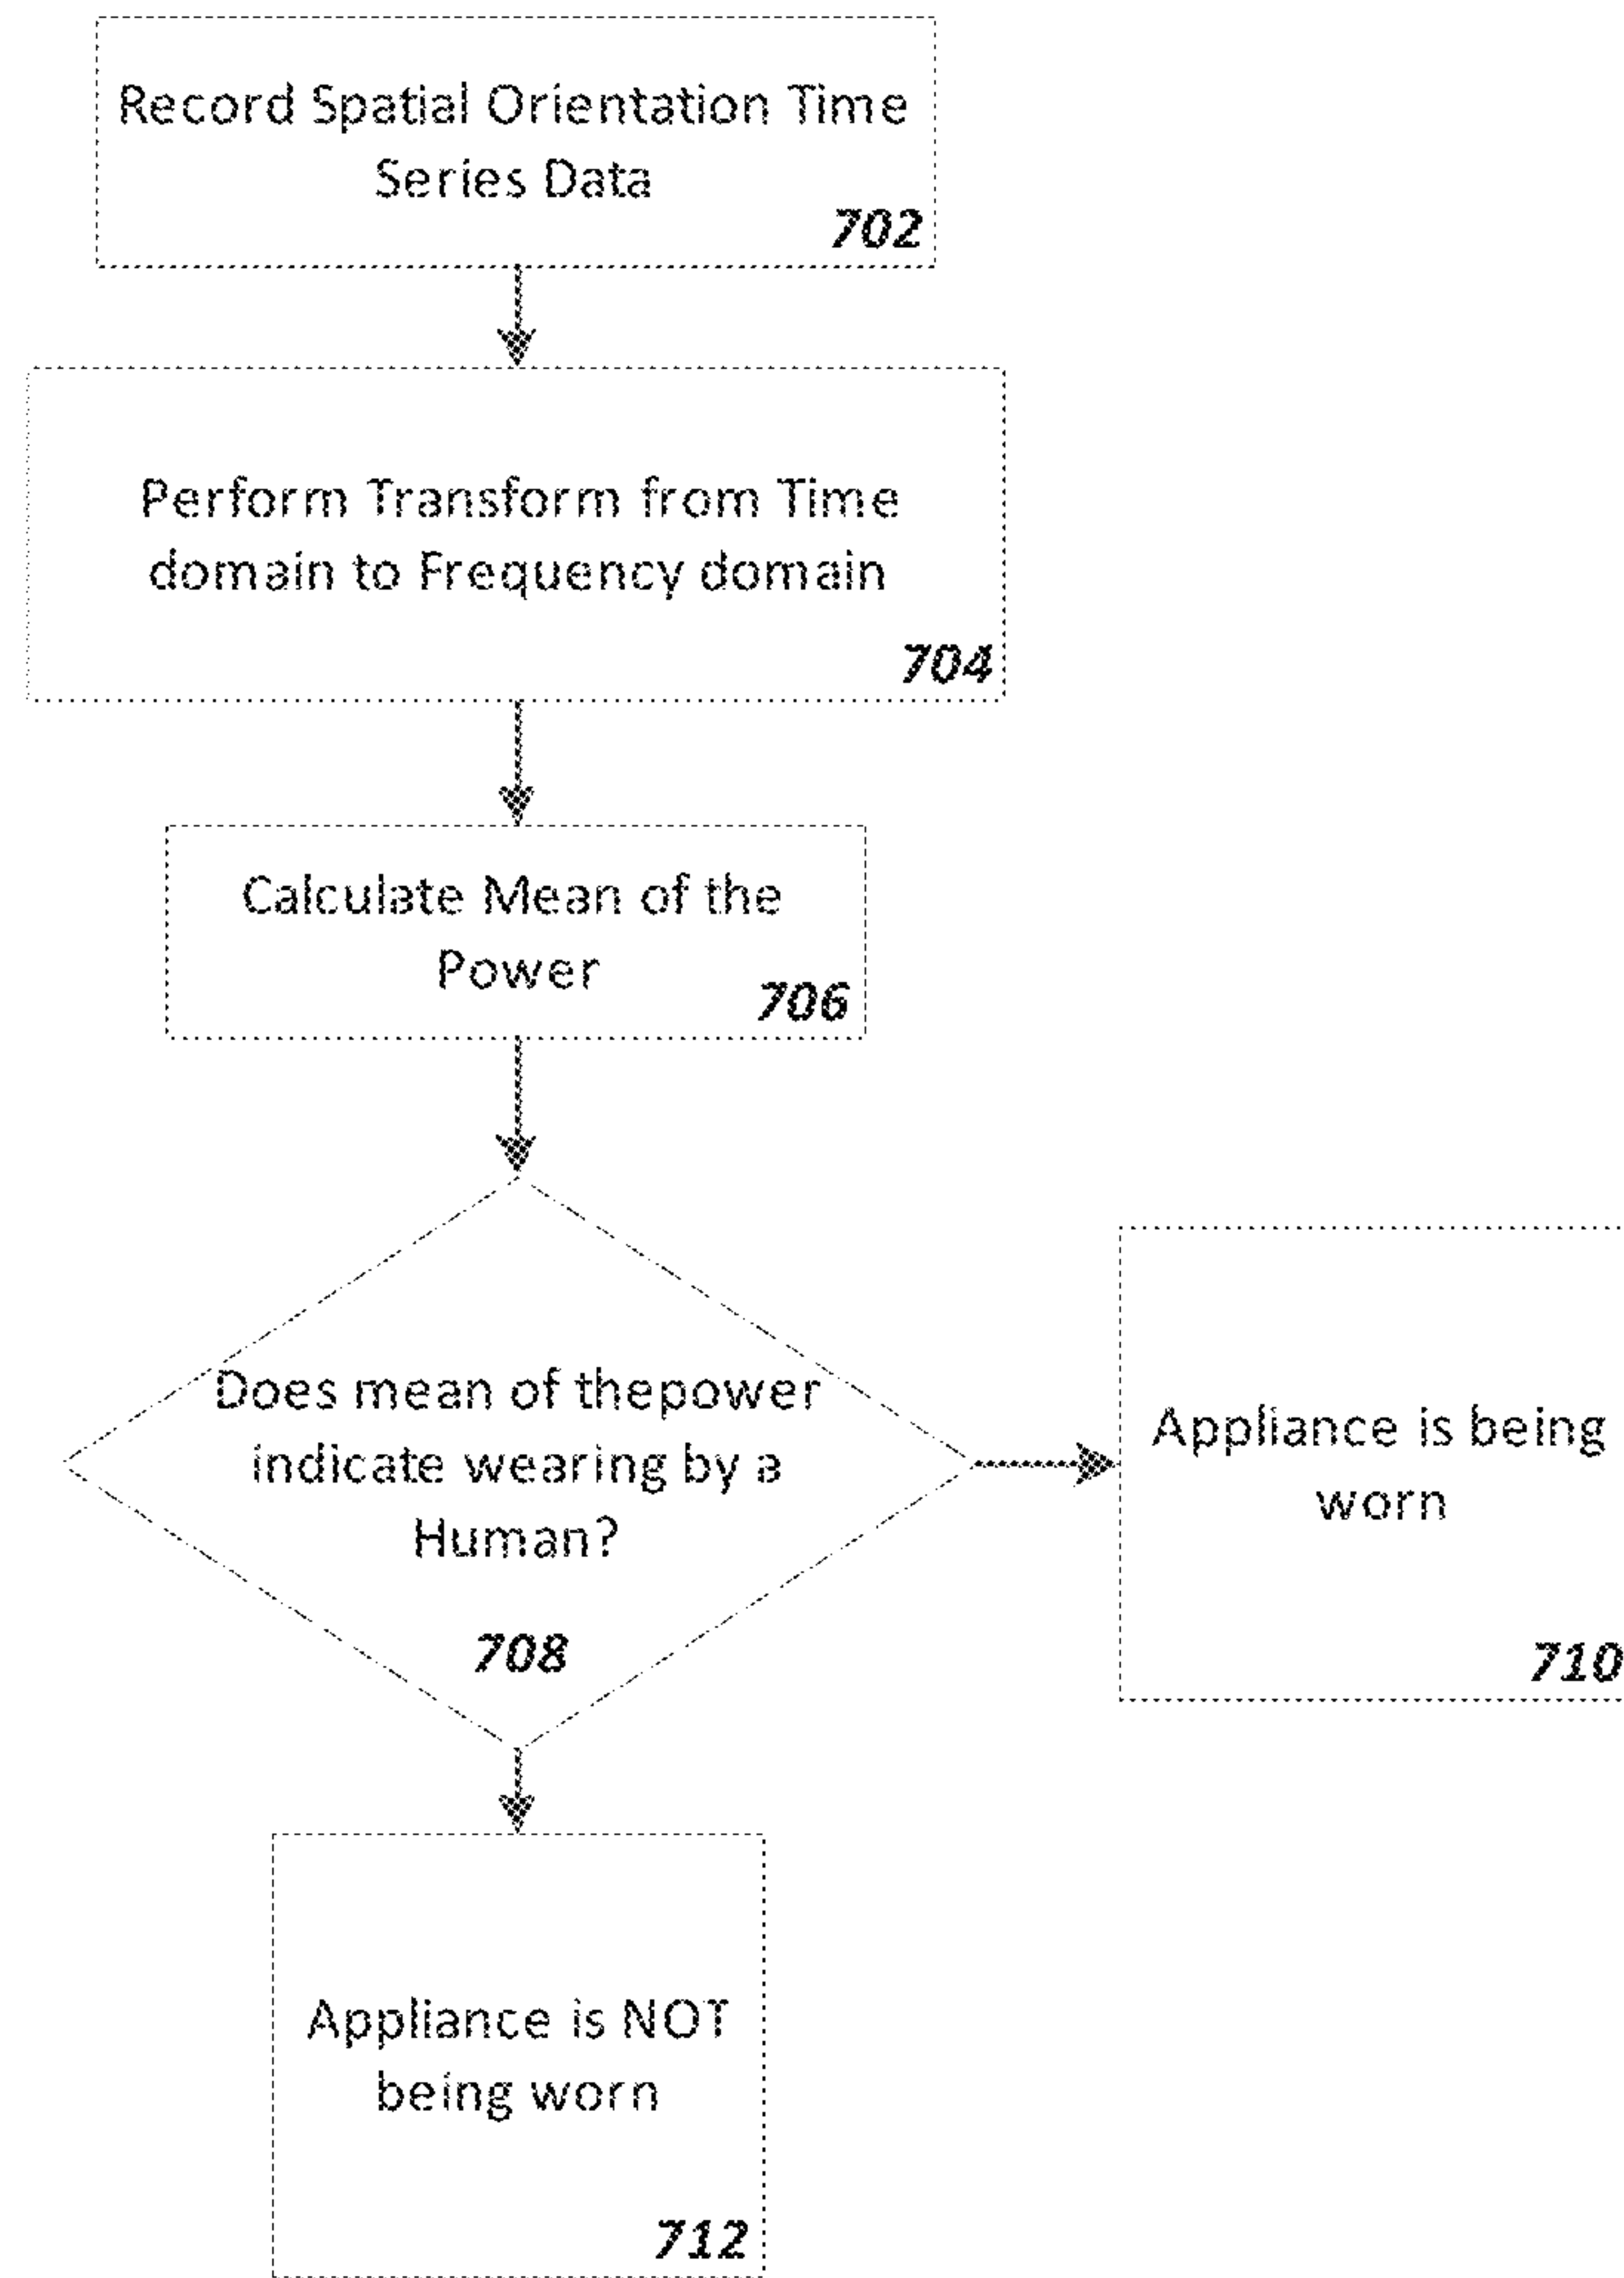 Record Spatial Orientation Time
Series Data
702
Perform Transform from Time
domain to Frequency domain
704
Calculate Mean of the
Power
706
Does mean of thepower
indicate wearing by a
Human?
708
Appliance is being
worn
710
Appliance is NOT
being worn
712